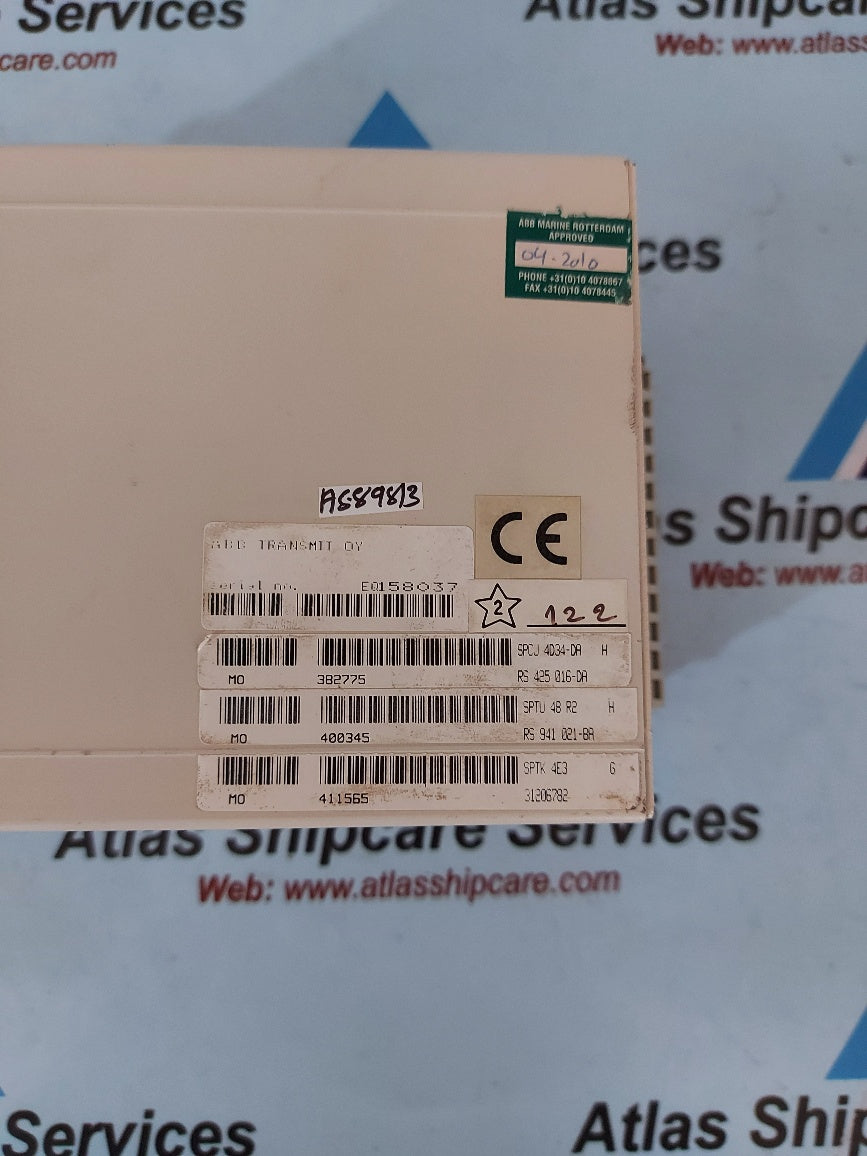 Services
care.com
Atlas Shipca
Web: www.atlass
ABB MARINE ROTTERDAM
APPROVED
04-2010
PHONE +31(0)10 4078867
FAX +31(0)10 4078445
ces
AS89813
CE
ABB TRANSMIT OY
serial no. EQ158037
2 122
s Shipc
Web: www.a
SPCJ 4D34-DA H
MO 382775 RS 425 016-DA
SPTU 48 R2 H
MO 400345 RS 941 021-BA
SPTK 4E3 G
MO 411565 31306782
Atlas Shipcare Services
Web: www.atlasshipcare.com
Services
Atlas Ship